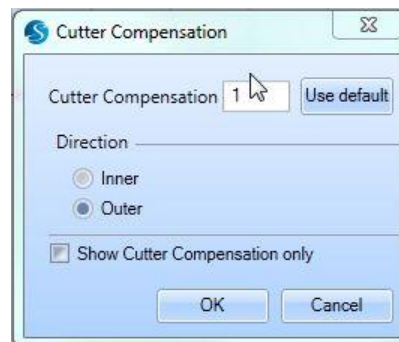 Cutter Compensation
Cutter Compensation 1 Use default
Direction
Inner
Outer
Show Cutter Compensation only
OK Cancel